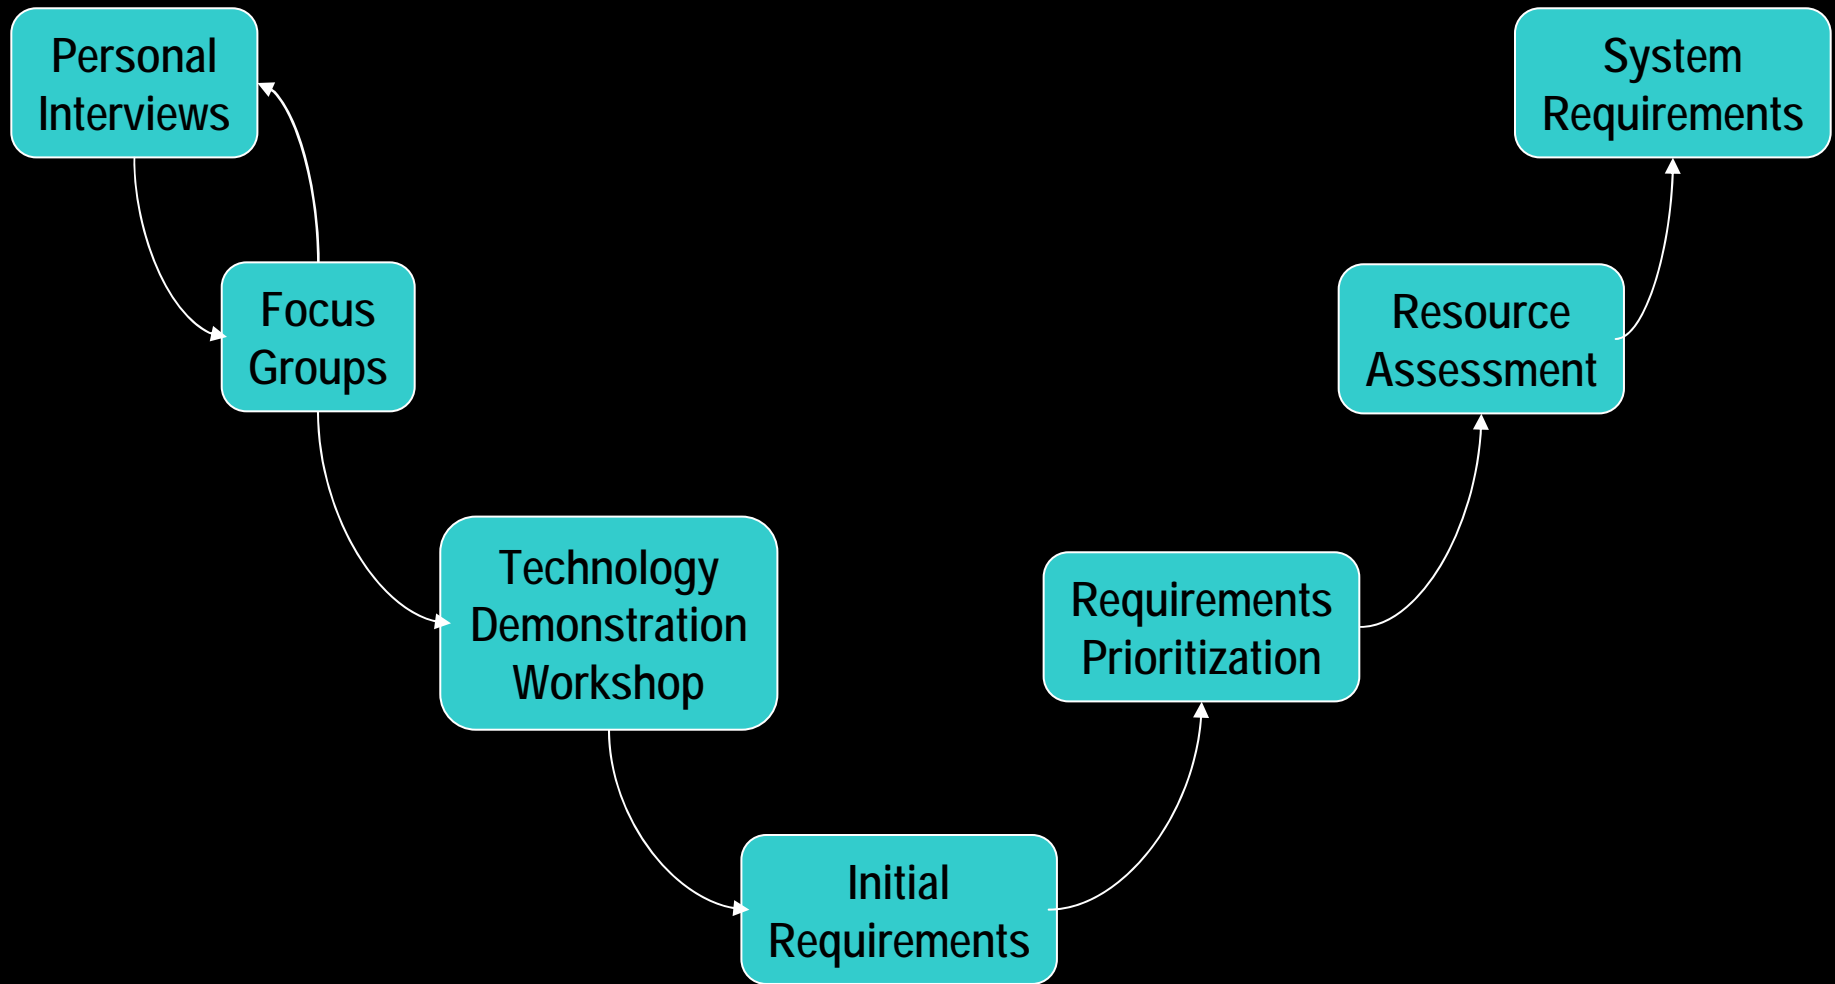 Personal
Interviews
Focus
Groups
Technology
Demonstration
Workshop
Initial
Requirements
Requirements
Prioritization
Resource
Assessment
System
Requirements